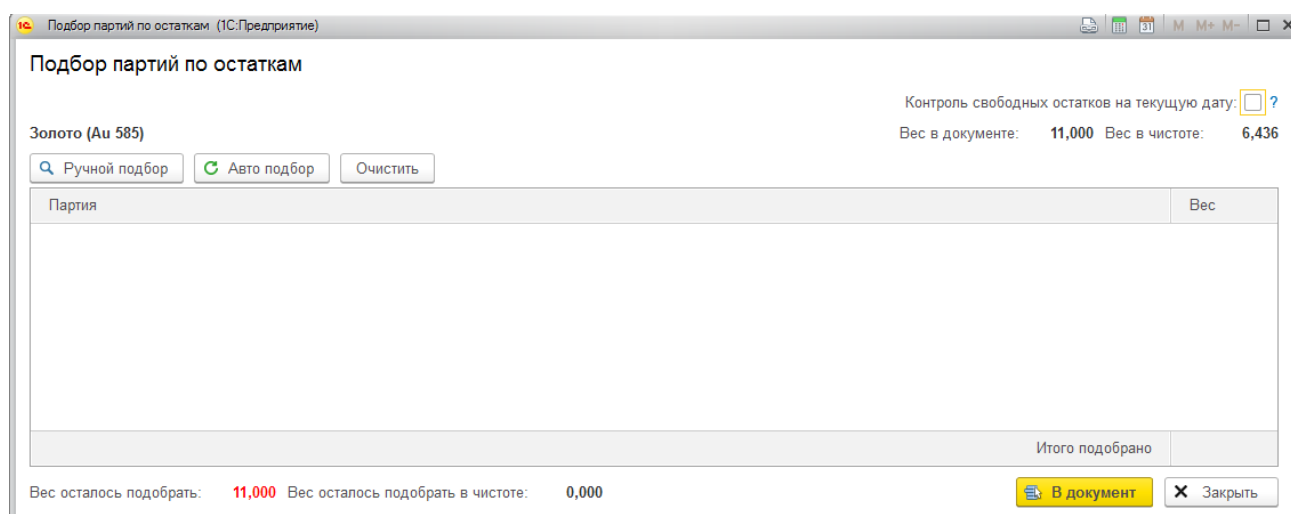 1С Подбор партий по остаткам (1С:Предприятие) 31 M M+ M-
Подбор партий по остаткам
Контроль свободных остатков на текущую дату: ?
Золото (Au 585) Вес в документе: 11,000 Вес в чистоте: 6,436
Ручной подбор Авто подбор Очистить
Партия Вес
Итого подобрано
Вес осталось подобрать: 11,000 Вес осталось подобрать в чистоте: 0,000 В документ Закрыть